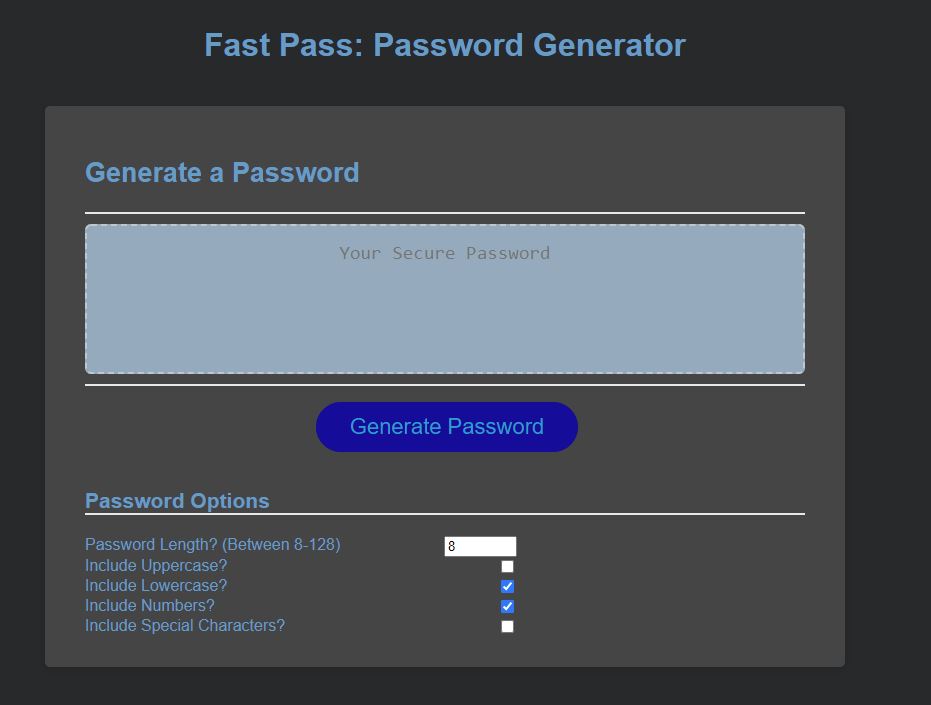 Fast Pass: Password Generator
Generate a Password
Your Secure Password
Generate Password
Password Options
Password Length? (Between 8-128) 8
Include Uppercase?
Include Lowercase?
Include Numbers?
Include Special Characters?